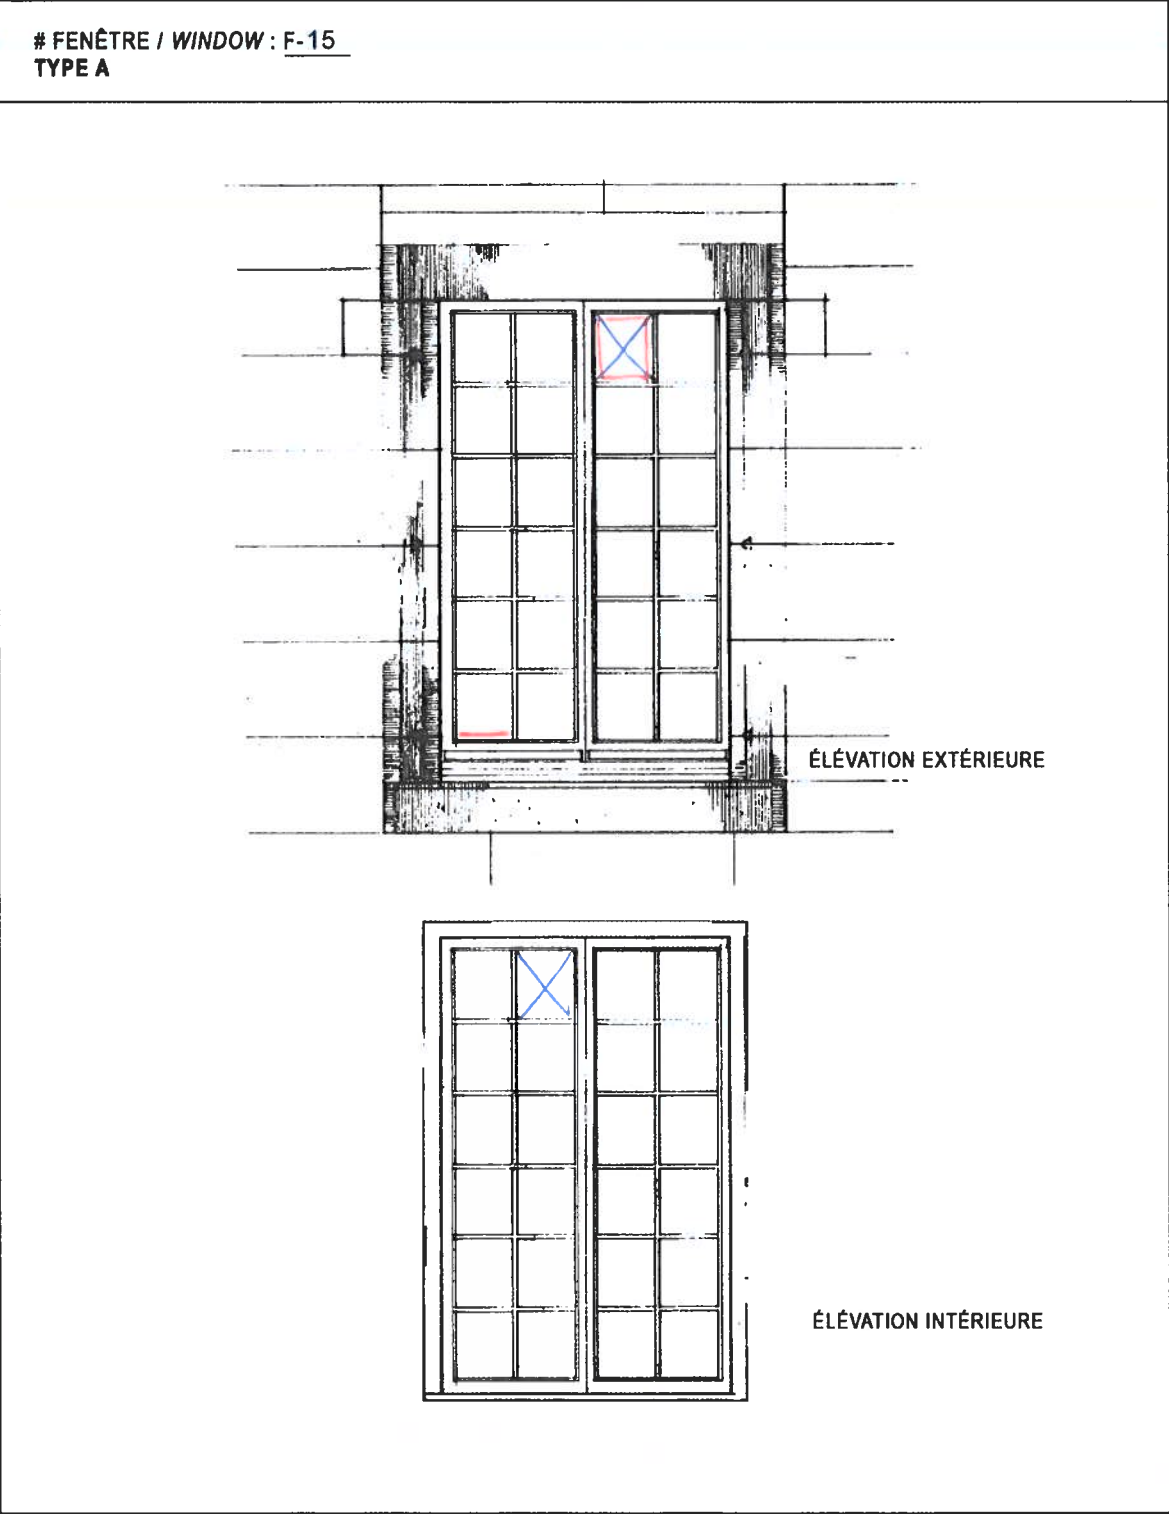 # FENÊTRE / WINDOW : F-15
TYPE A
ÉLÉVATION EXTÉRIEURE
ÉLÉVATION INTÉRIEURE